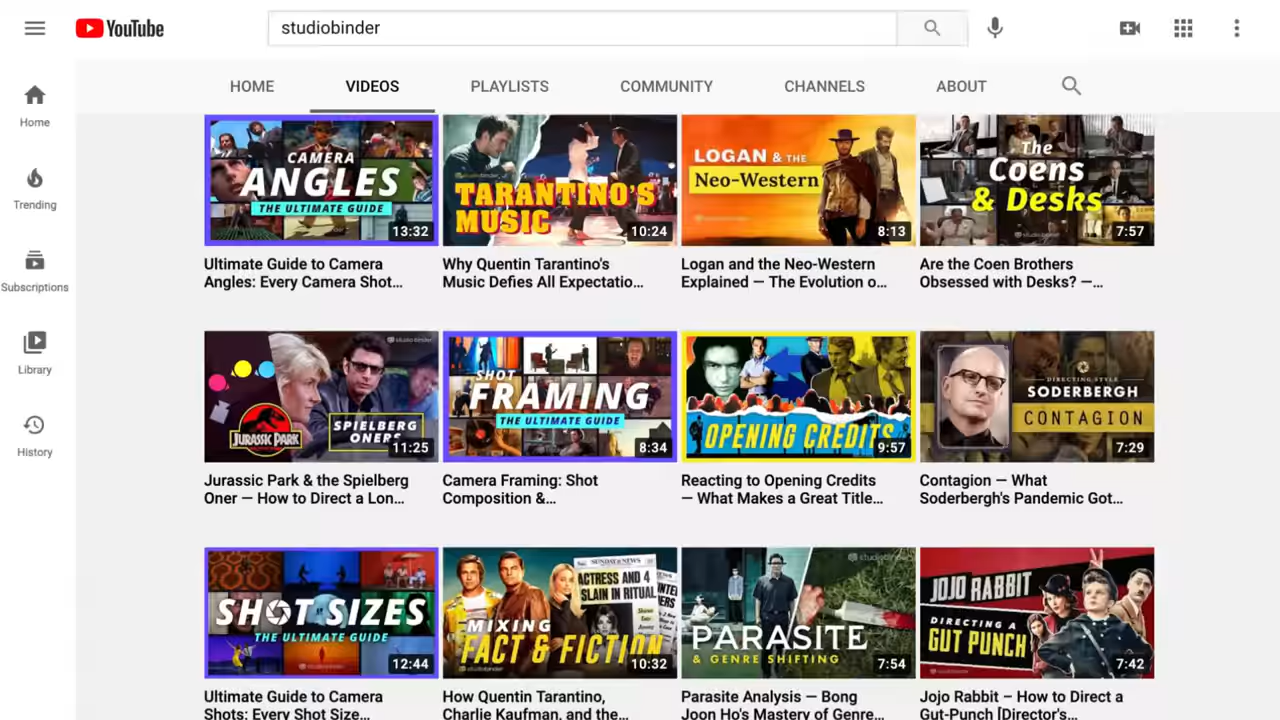 YouTube
studiobinder
Home
Trending
Subscriptions
Library
History
HOME
VIDEOS
PLAYLISTS
COMMUNITY
CHANNELS
ABOUT
CAMERA
ANGLES
THE ULTIMATE GUIDE
13:32
Ultimate Guide to Camera
Angles: Every Camera Shot...
studiobinder
TARANTINO'S
MUSIC
10:24
Why Quentin Tarantino's
Music Defies All Expectatio...
LOGAN & THE
Neo-Western
8:13
Logan and the Neo-Western
Explained — The Evolution o...
The
Coens
& Desks
studiobinder
7:57
Are the Coen Brothers
Obsessed with Desks? —...
studiobinder
JURASSIC PARK
SPIELBERG
ONERS
11:25
Jurassic Park & the Spielberg
Oner — How to Direct a Lon...
SHOT
FRAMING
THE ULTIMATE GUIDE
8:34
Camera Framing: Shot
Composition &...
OPENING CREDITS
9:57
Reacting to Opening Credits
— What Makes a Great Title...
DIRECTING STYLE
SODERBERGH
CONTAGION
7:29
Contagion — What
Soderbergh's Pandemic Got...
SHOT SIZES
THE ULTIMATE GUIDE
studiobinder
12:44
Ultimate Guide to Camera
Shots: Every Shot Size...
SUNDAY NEWS
ACTRESS AND 4
SLAIN IN RITUAL
MIXING
FACT & FICTION
studiobinder
10:32
How Quentin Tarantino,
Charlie Kaufman, and the...
studiobinder
PARASITE
& GENRE SHIFTING
7:54
Parasite Analysis — Bong
Joon Ho's Mastery of Genre...
JOJO RABBIT
DIRECTING A
GUT PUNCH
studiobinder
7:42
Jojo Rabbit – How to Direct a
Gut-Punch [Director's...